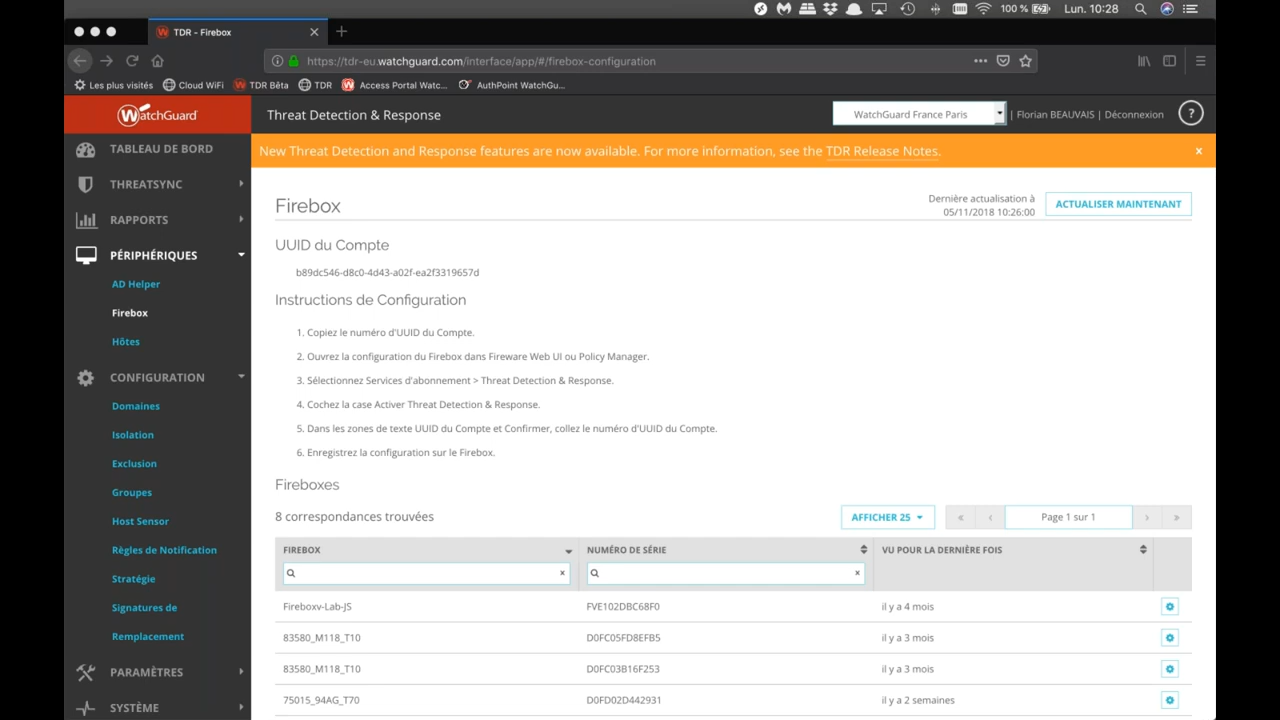 100 %
Lun. 10:28
TDR - Firebox
https://tdr-eu.watchguard.com/interface/app/#/firebox-configuration
Les plus visités
Cloud WiFi
TDR Bêta
TDR
Access Portal Watc...
AuthPoint WatchGu...
WatchGuard
Threat Detection & Response
WatchGuard France Paris
| Florian BEAUVAIS | Déconnexion
?
TABLEAU DE BORD
THREATSYNC
RAPPORTS
PÉRIPHÉRIQUES
AD Helper
Firebox
Hôtes
CONFIGURATION
Domaines
Isolation
Exclusion
Groupes
Host Sensor
Règles de Notification
Stratégie
Signatures de
Remplacement
PARAMÈTRES
SYSTÈME
New Threat Detection and Response features are now available. For more information, see the TDR Release Notes.
Firebox
Dernière actualisation à
05/11/2018 10:26:00
ACTUALISER MAINTENANT
UUID du Compte
b89dc546-d8c0-4d43-a02f-ea2f3319657d
Instructions de Configuration
1. Copiez le numéro d'UUID du Compte.
2. Ouvrez la configuration du Firebox dans Fireware Web UI ou Policy Manager.
3. Sélectionnez Services d'abonnement > Threat Detection & Response.
4. Cochez la case Activer Threat Detection & Response.
5. Dans les zones de texte UUID du Compte et Confirmer, collez le numéro d'UUID du Compte.
6. Enregistrez la configuration sur le Firebox.
Fireboxes
8 correspondances trouvées
AFFICHER 25
« ‹ Page 1 sur 1 › »
FIREBOX NUMÉRO DE SÉRIE VU POUR LA DERNIÈRE FOIS
Fireboxv-Lab-JS FVE102DBC68F0 il y a 4 mois
83580_M118_T10 D0FC05FD8EFB5 il y a 3 mois
83580_M118_T10 D0FC03B16F253 il y a 3 mois
75015_94AG_T70 D0FD02D442931 il y a 2 semaines